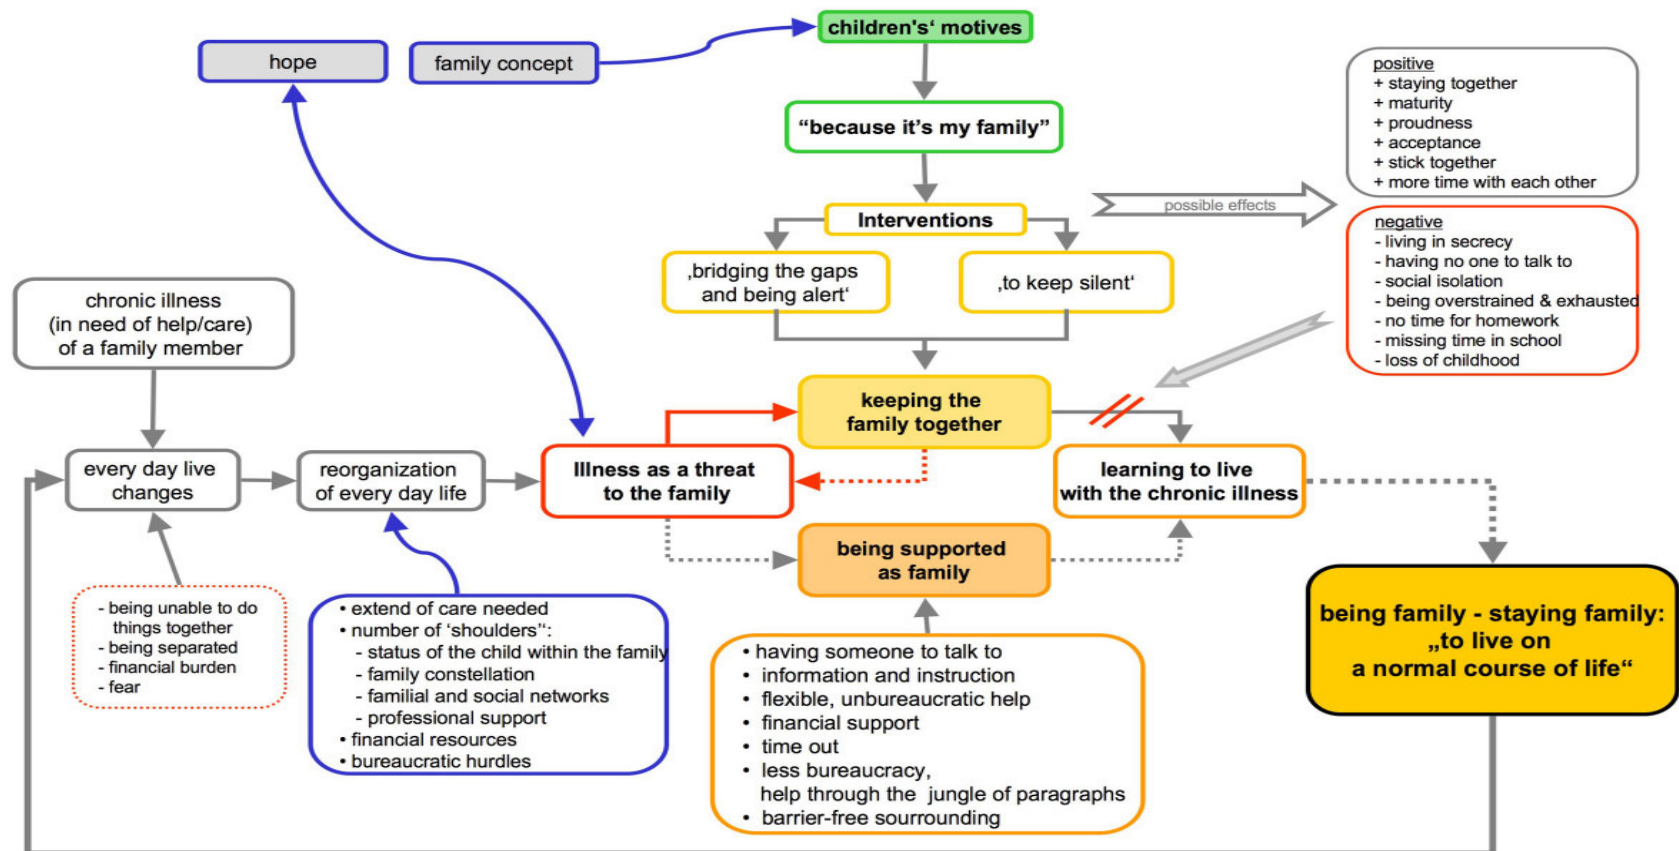 children's‘ motives
hope
family concept
“because it’s my family”
Interventions
possible effects
‚bridging the gaps
and being alert‘
‚to keep silent‘
positive
+ staying together
+ maturity
+ proudness
+ acceptance
+ stick together
+ more time with each other
negative
- living in secrecy
- having no one to talk to
- social isolation
- being overstrained & exhausted
- no time for homework
- missing time in school
- loss of childhood
chronic illness
(in need of help/care)
of a family member
keeping the
family together
every day live
changes
reorganization
of every day life
Illness as a threat
to the family
learning to live
with the chronic illness
being supported
as family
- being unable to do
things together
- being separated
- financial burden
- fear
• extend of care needed
• number of ‘shoulders‘‘:
- status of the child within the family
- family constellation
- familial and social networks
- professional support
• financial resources
• bureaucratic hurdles
• having someone to talk to
• information and instruction
• flexible, unbureaucratic help
• financial support
• time out
• less bureaucracy,
help through the jungle of paragraphs
• barrier-free sourrounding
being family - staying family:
„to live on
a normal course of life“